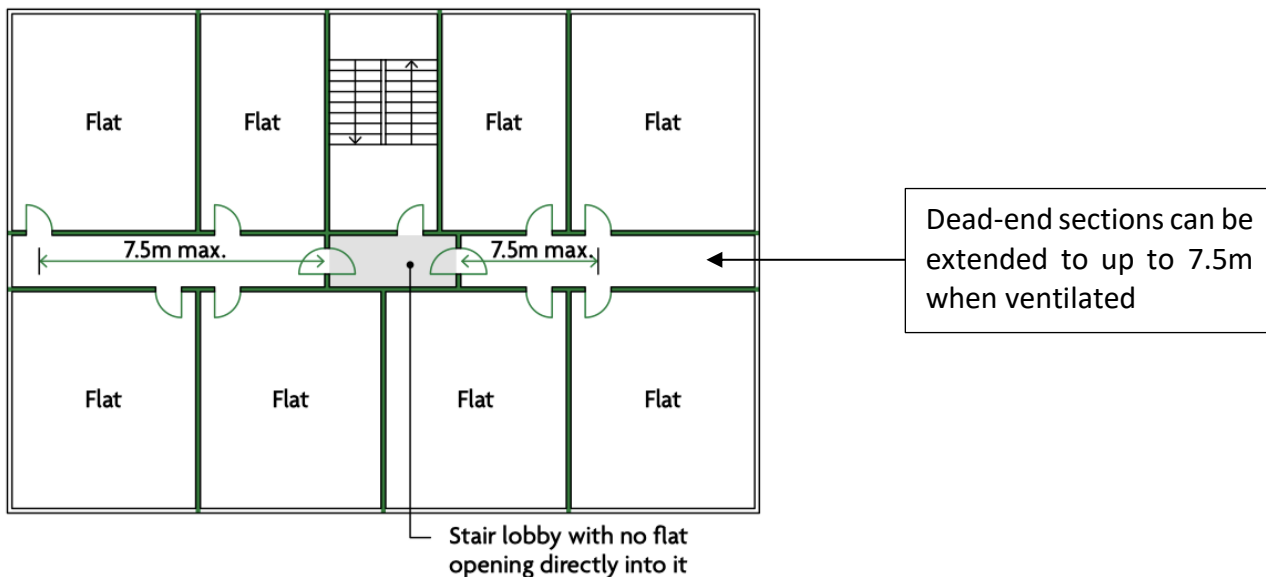 Flat
Flat
Flat
Flat
7.5m max.
7.5m max.
Dead-end sections can be
extended to up to 7.5m
when ventilated
Flat
Flat
Flat
Flat
Stair lobby with no flat
opening directly into it